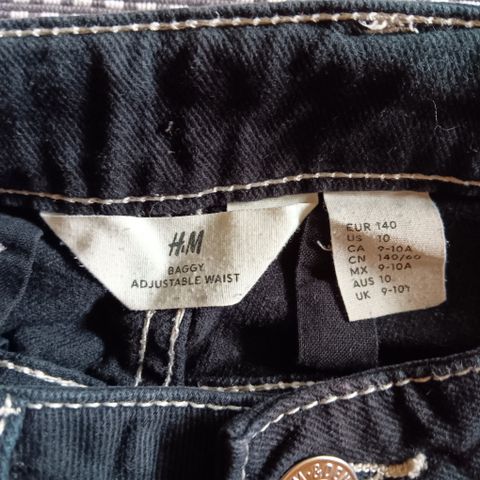 H&M
BAGGY
ADJUSTABLE WAIST
EUR 140
US 10
CA 9-10A
CN 140/60
MX 9-10A
AUS 10
UK 9-10Y